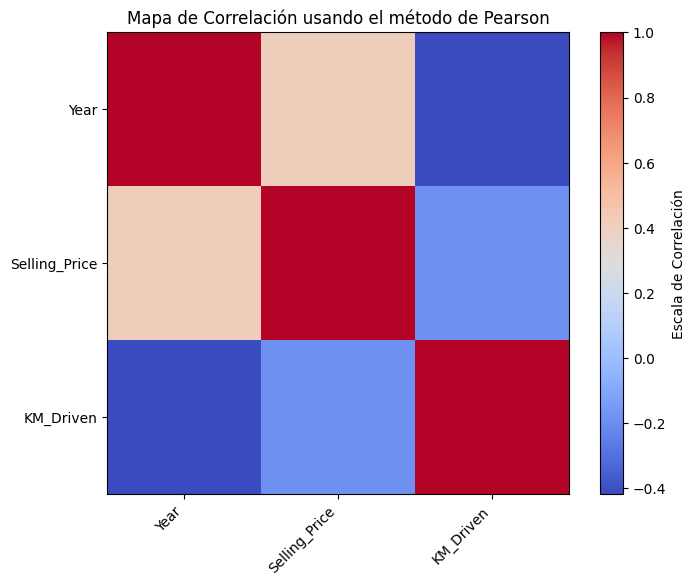 Mapa de Correlación usando el método de Pearson
Year
Selling_Price
KM_Driven
Year
Selling_Price
KM_Driven
1.0
0.8
0.6
0.4
0.2
0.0
−0.2
−0.4
Escala de Correlación